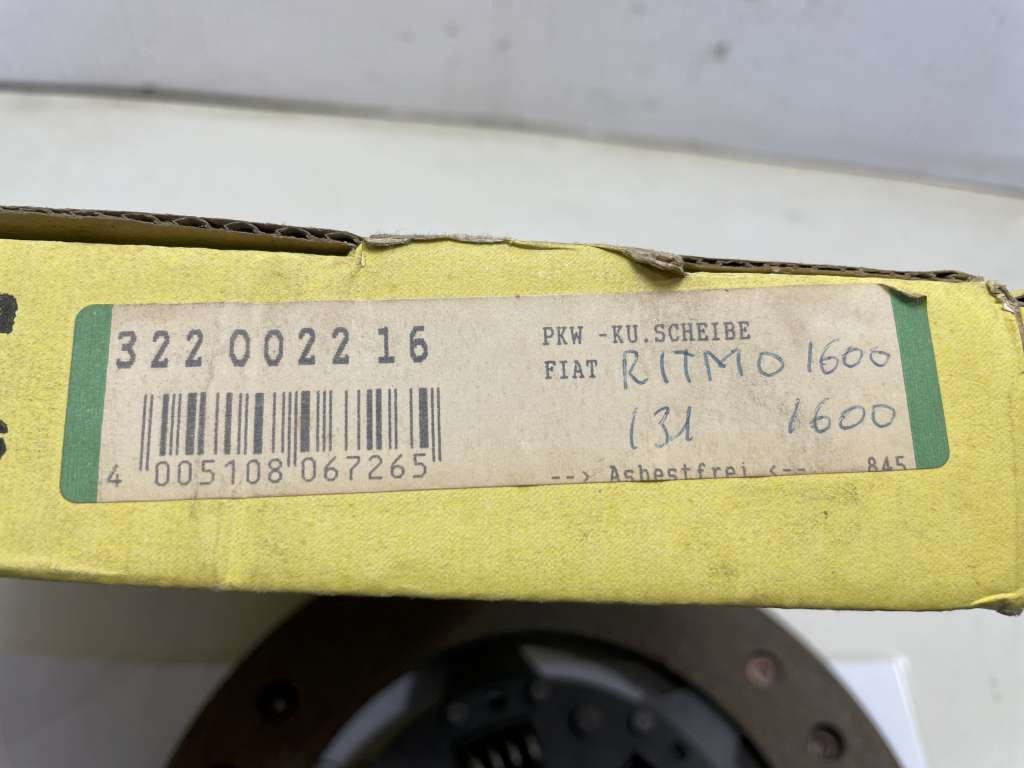 322 0022 16
4 005108 067265
PKW -KU.SCHEIBE
FIAT RITMO 1600
131 1600
--> Asbestfrei <-- 845